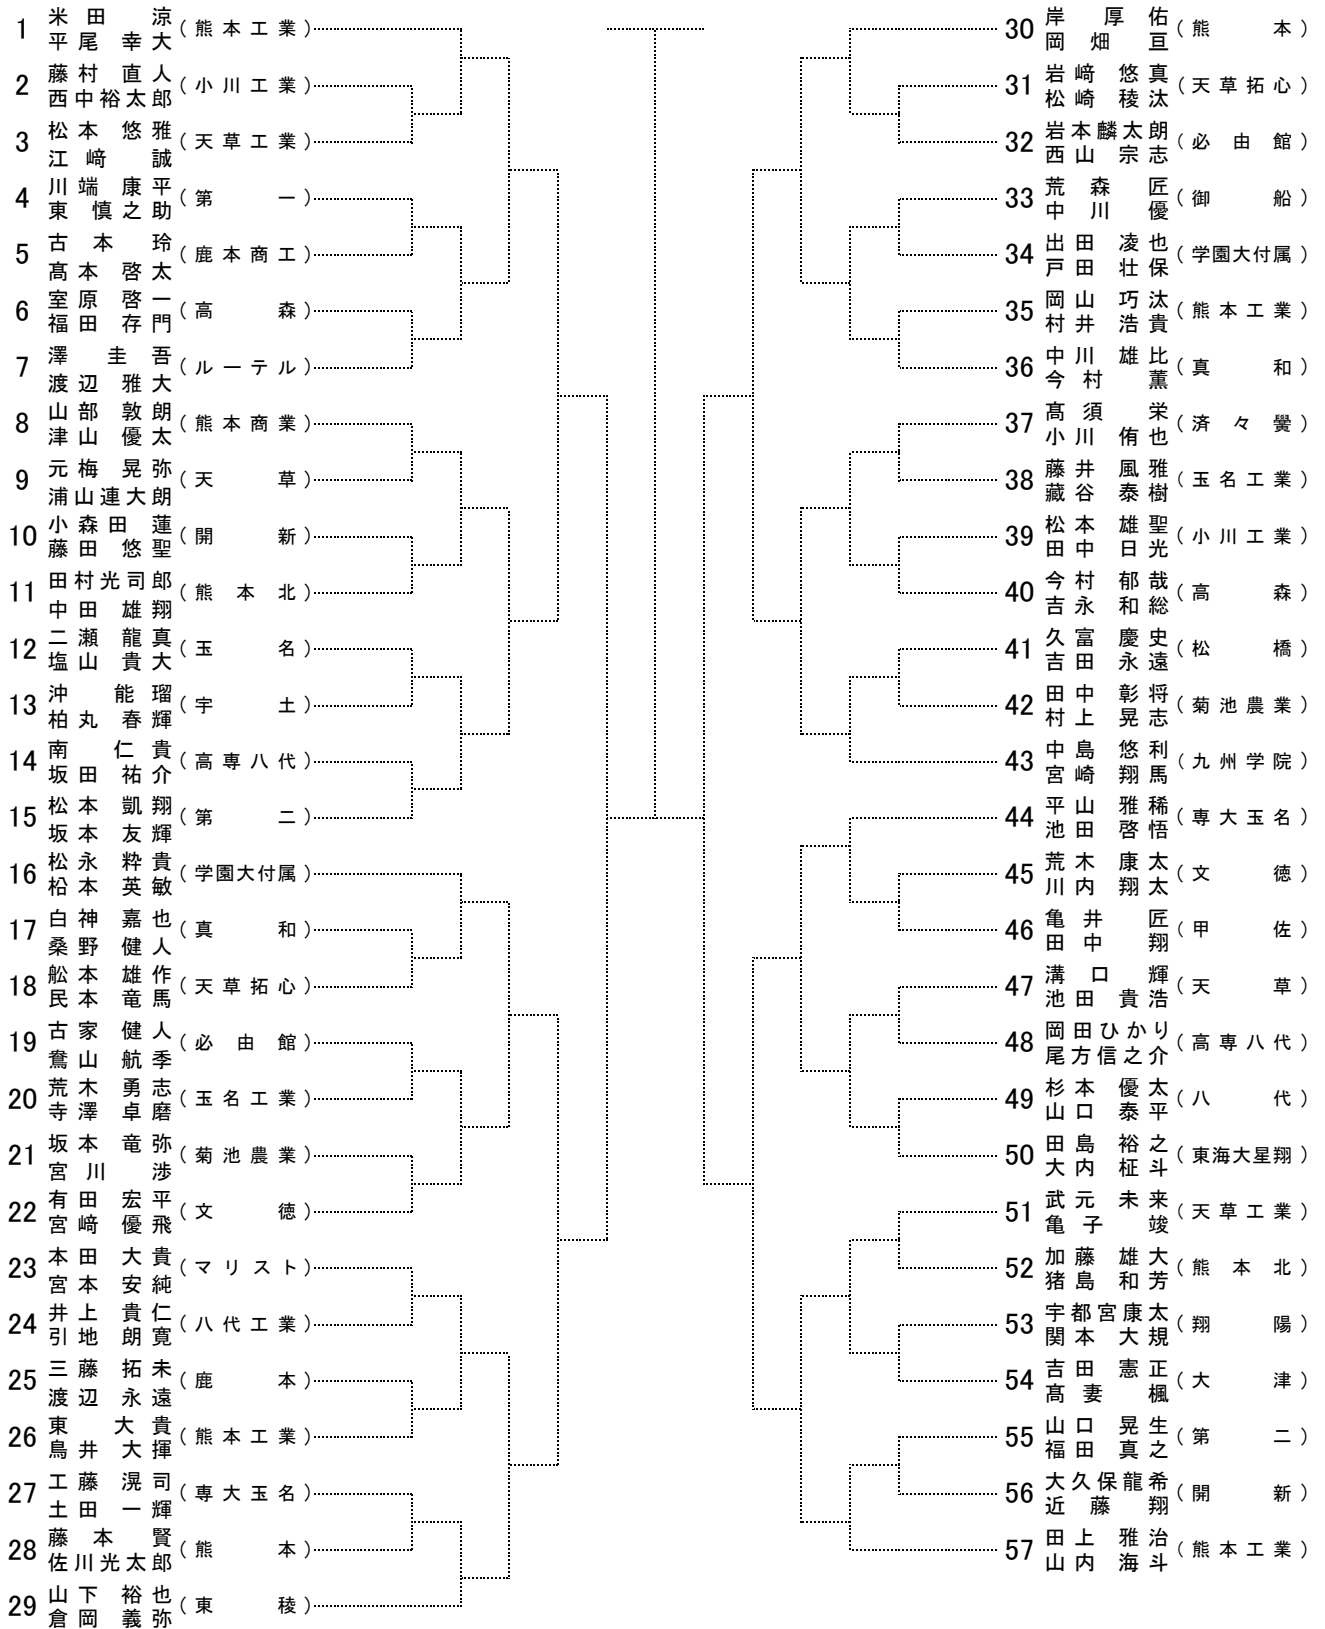 1 米田 涼 (熊本工業)
平尾 幸大
2 藤村 直人 (小川工業)
西中裕太郎
3 松本 悠雅 (天草工業)
江﨑 誠
4 川端 康平 (第一)
東 慎之助
5 古本 玲 (鹿本商工)
髙本 啓太
6 室原 啓一 (高森)
福田 存門
7 澤 圭吾 (ルーテル)
渡辺 雅大
8 山部 敦朗 (熊本商業)
津山 優太
9 元梅 晃弥 (天草)
浦山連大朗
10 小森田 蓮 (開新)
藤田 悠聖
11 田村光司郎 (熊本北)
中田 雄翔
12 二瀬 龍真 (玉名)
塩山 貴大
13 沖 能瑠 (宇土)
柏丸 春輝
14 南 仁貴 (高専八代)
坂田 祐介
15 松本 凱翔 (第二)
坂本 友輝
16 松永 粋貴 (学園大付属)
柗本 英敏
17 白神 嘉也 (真和)
桑野 健人
18 舩本 雄作 (天草拓心)
民本 竜馬
19 古家 健人 (必由館)
鴦山 航季
20 荒木 勇志 (玉名工業)
寺澤 卓磨
21 坂本 竜弥 (菊池農業)
宮川 渉
22 有田 宏平 (文徳)
宮﨑 優飛
23 本田 大貴 (マリスト)
宮本 安純
24 井上 貴仁 (八代工業)
引地 朗寛
25 三藤 拓未 (鹿本)
渡辺 永遠
26 東 大貴 (熊本工業)
鳥井 大揮
27 工藤 滉司 (専大玉名)
土田 一輝
28 藤本 賢 (熊本)
佐川光太郎
29 山下 裕也 (東稜)
倉岡 義弥
30 岸 厚佑 (熊本)
岡畑 亘
31 岩﨑 悠真 (天草拓心)
松崎 稜汰
32 岩本麟太朗 (必由館)
西山 宗志
33 荒森 匠 (御船)
中川 優
34 出田 凌也 (学園大付属)
戸田 壮保
35 岡山 巧汰 (熊本工業)
村井 浩貴
36 中川 雄比 (真和)
今村 薫
37 髙須 栄 (済々黌)
小川 侑也
38 藤井 風雅 (玉名工業)
藏谷 泰樹
39 松本 雄聖 (小川工業)
田中 日光
40 今村 郁哉 (高森)
吉永 和総
41 久富 慶史 (松橋)
吉田 永遠
42 田中 彰将 (菊池農業)
村上 晃志
43 中島 悠利 (九州学院)
宮崎 翔馬
44 平山 雅稀 (専大玉名)
池田 啓悟
45 荒木 康太 (文徳)
川内 翔太
46 亀井 匠 (甲佐)
田中 翔
47 溝口 輝 (天草)
池田 貴浩
48 岡田ひかり (高専八代)
尾方信之介
49 杉本 優太 (八代)
山口 泰平
50 田島 裕之 (東海大星翔)
大内 柾斗
51 武元 未来 (天草工業)
亀子 竣
52 加藤 雄大 (熊本北)
猪島 和芳
53 宇都宮康太 (翔陽)
関本 大規
54 吉田 憲正 (大津)
髙妻 楓
55 山口 晃生 (第二)
福田 真之
56 大久保龍希 (開新)
近藤 翔
57 田上 雅治 (熊本工業)
山内 海斗